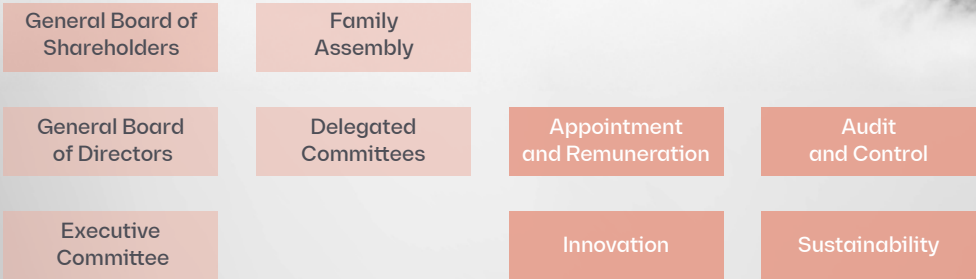 General Board of
Shareholders
Family
Assembly
General Board
of Directors
Delegated
Committees
Appointment
and Remuneration
Audit
and Control
Executive
Committee
Innovation
Sustainability